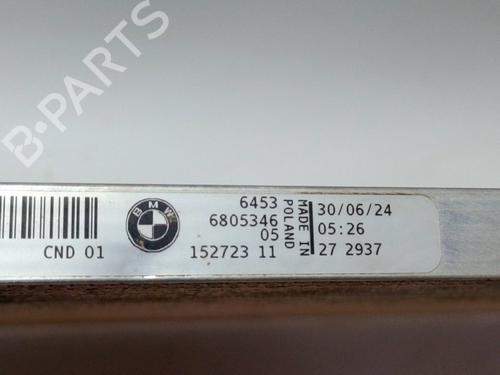 B-PARTS
BMW
CND 01
6453
6805346
05
152723 11
MADE IN
POLAND
30/06/24
05:26
27 2937